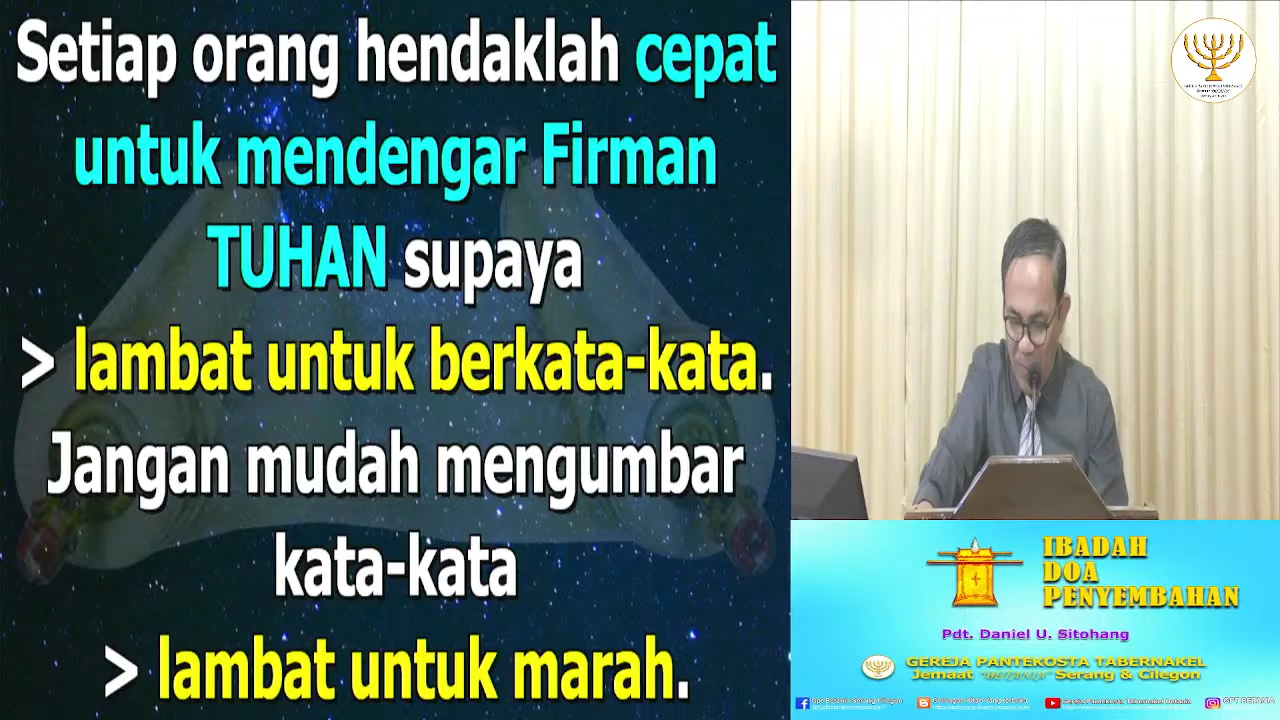 Setiap orang hendaklah cepat
untuk mendengar Firman
TUHAN supaya
> lambat untuk berkata-kata.
Jangan mudah mengumbar
kata-kata
> lambat untuk marah.
IBADAH
DOA
PENYEMBAHAN
Pdt. Daniel U. Sitohang
GEREJA PANTEKOSTA TABERNAKEL
Jemaat "BETANIA" Serang & Cilegon